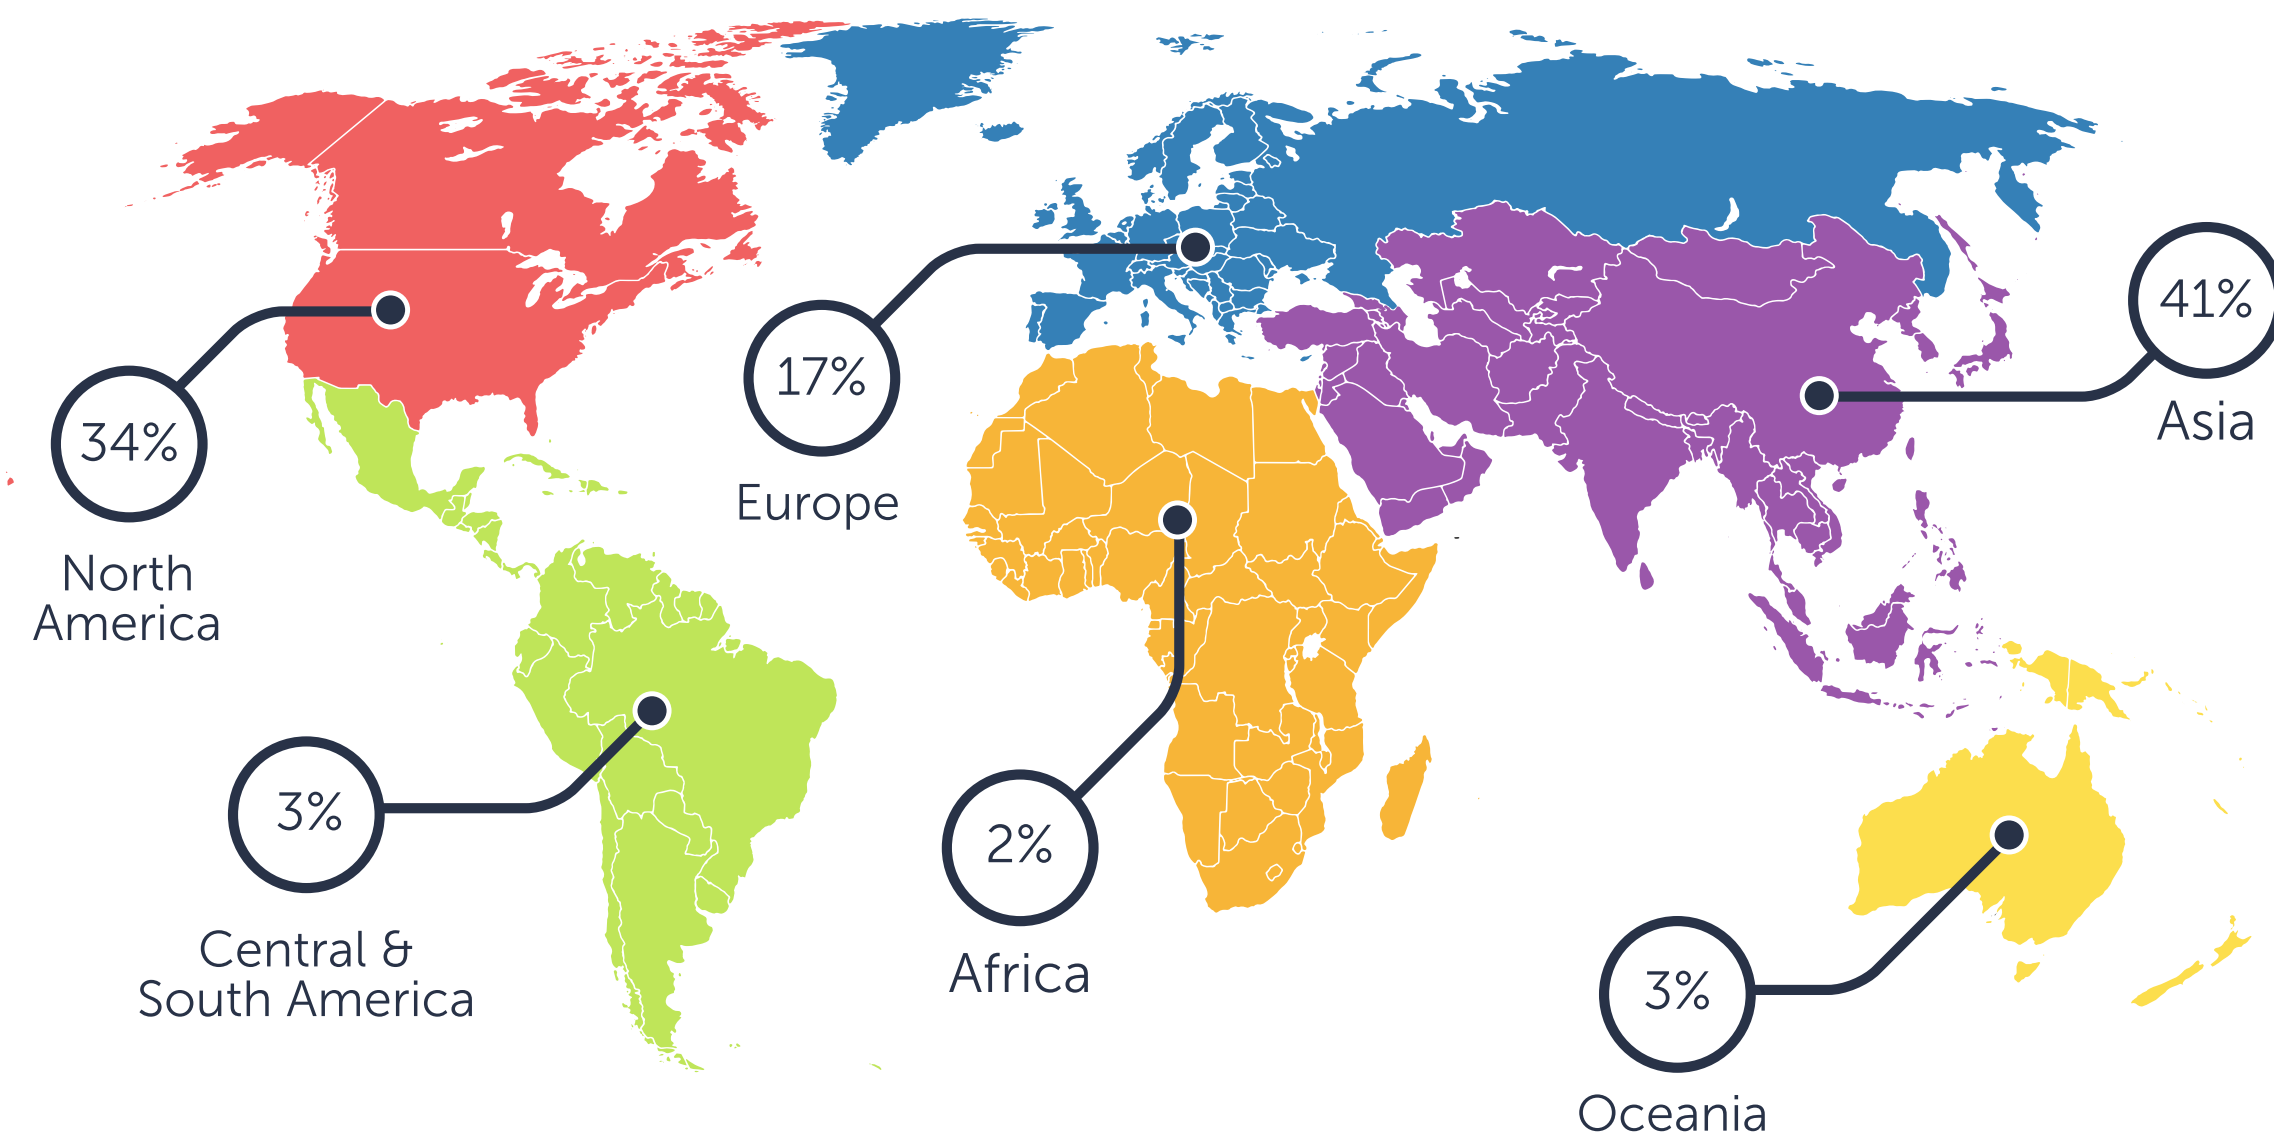 34%
North
America
17%
Europe
41%
Asia
3%
Central &
South America
2%
Africa
3%
Oceania